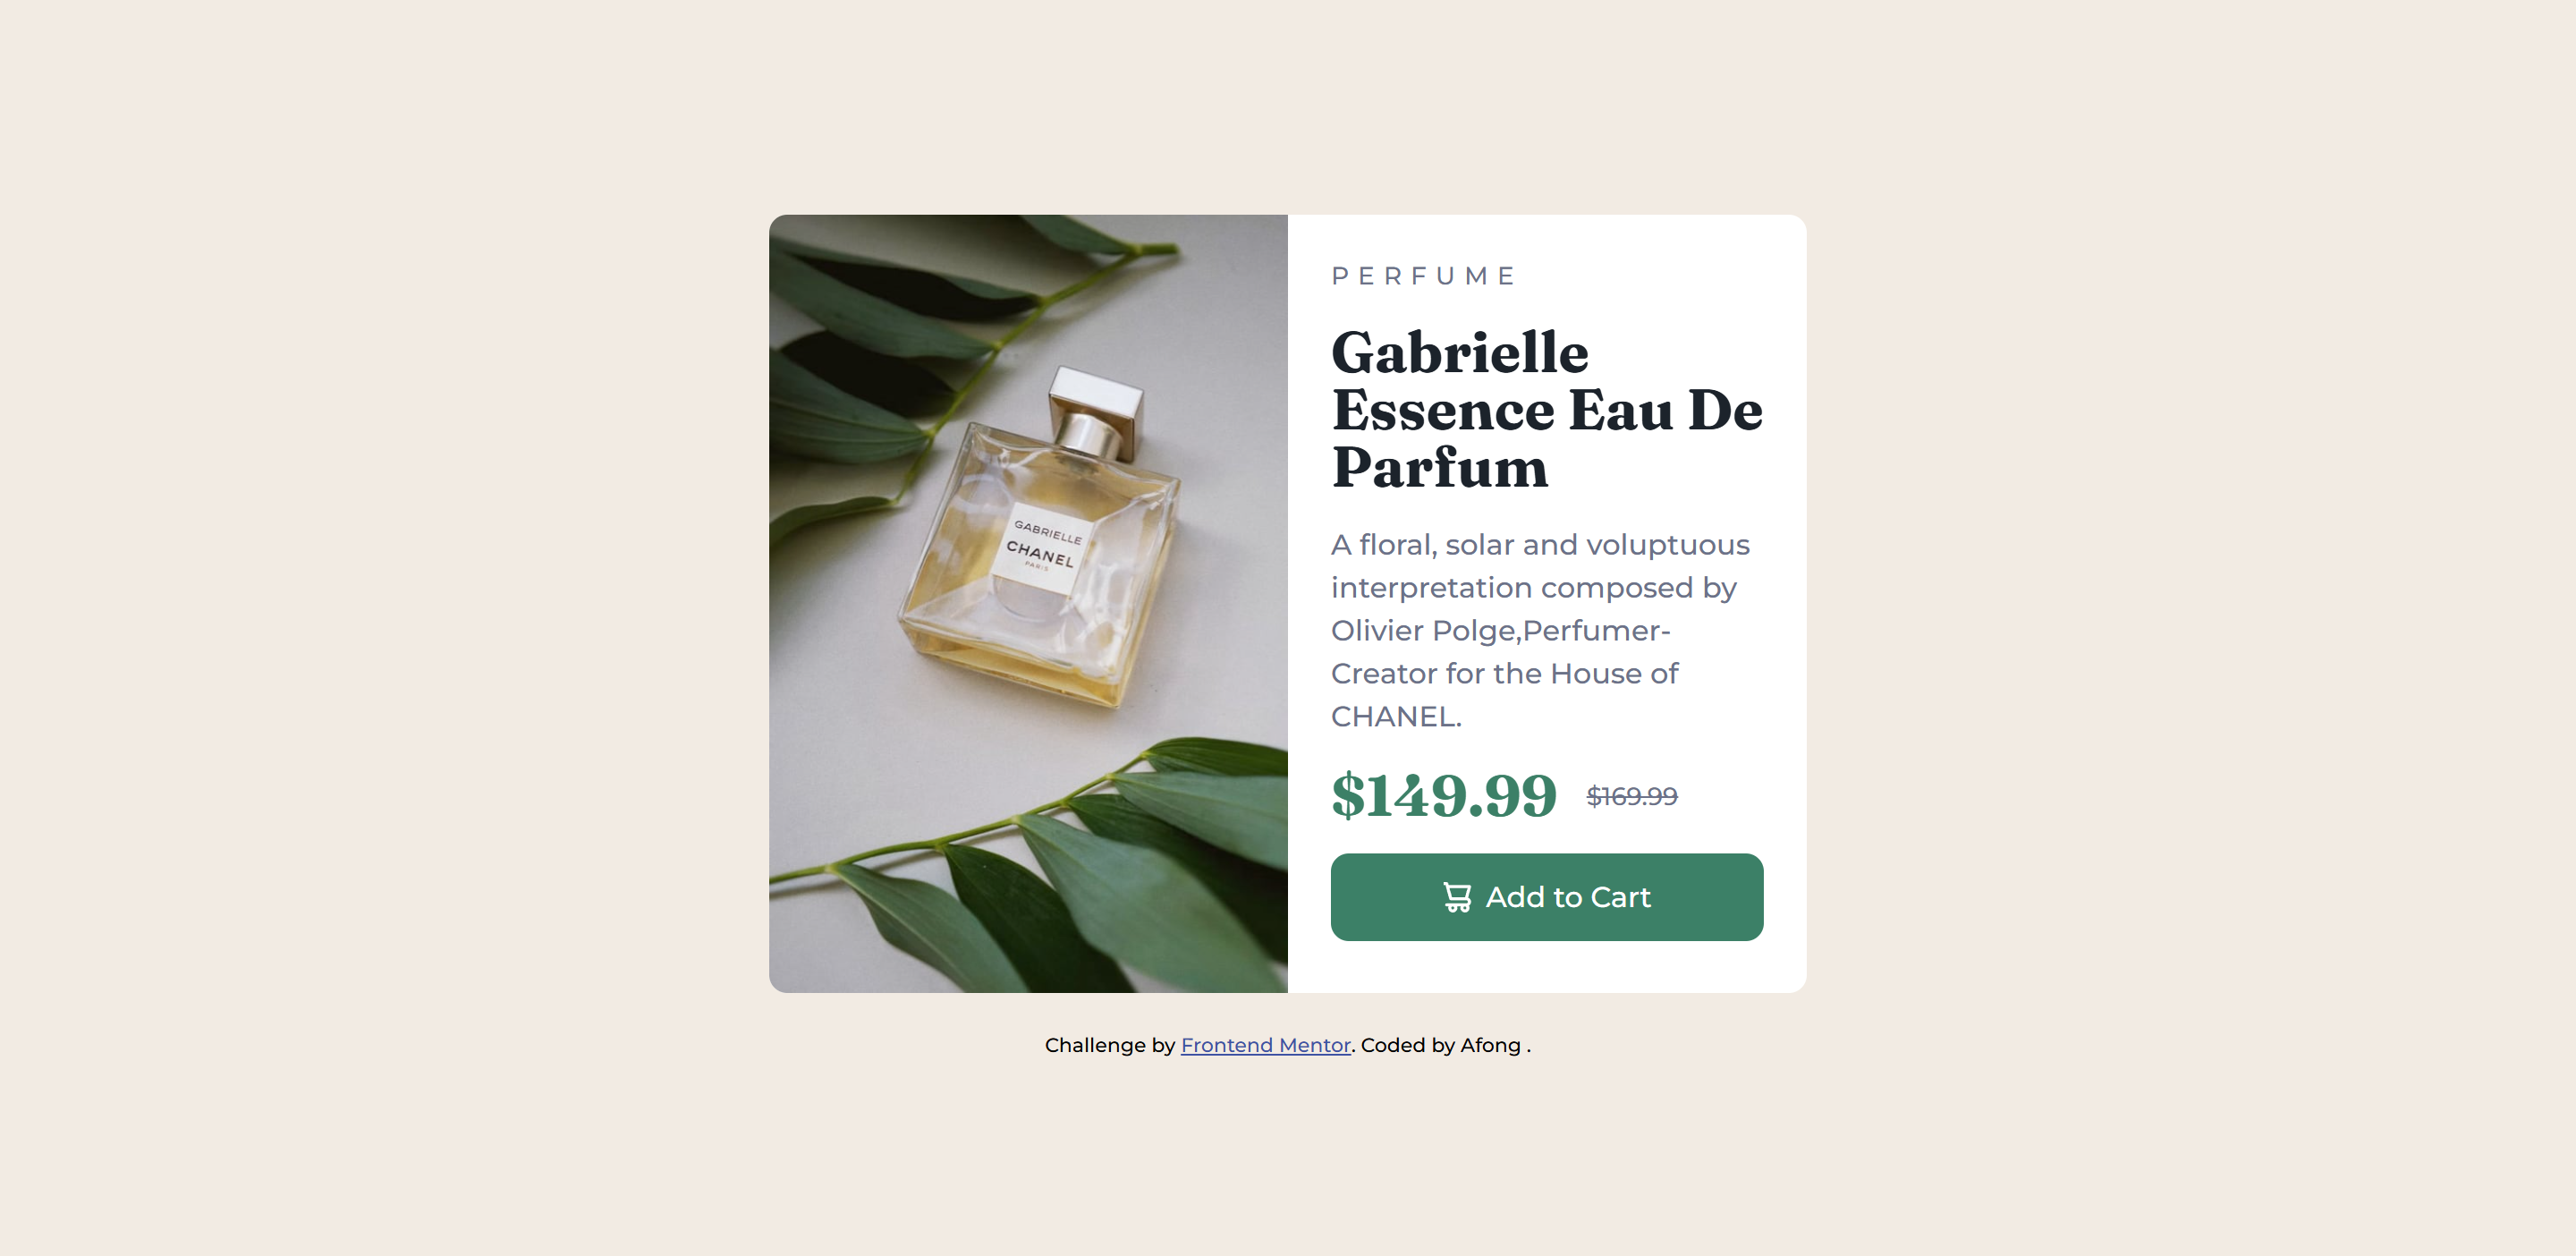 GABRIELLE
CHANEL
PARIS
PERFUME
Gabrielle
Essence Eau De
Parfum
A floral, solar and voluptuous
interpretation composed by
Olivier Polge,Perfumer-
Creator for the House of
CHANEL.
$149.99 $169.99
Add to Cart
Challenge by Frontend Mentor. Coded by Afong .